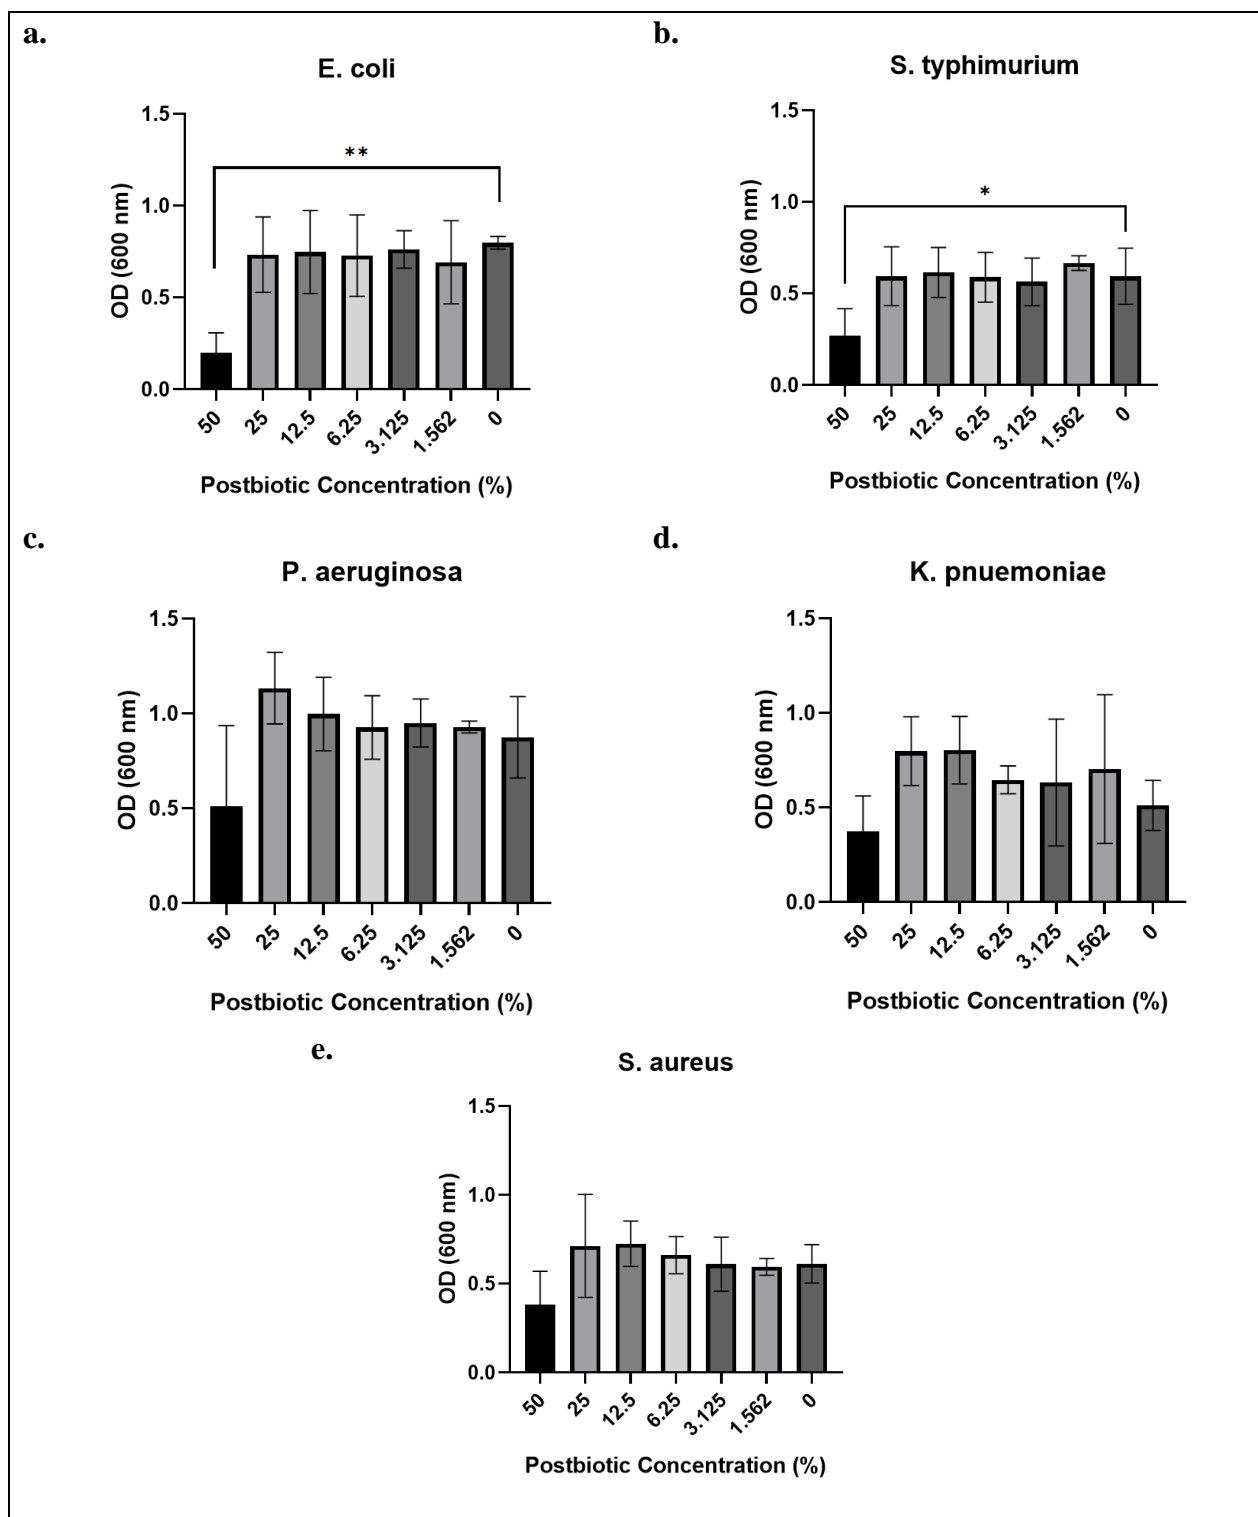 a.
E. coli
1.5
1.0
0.5
0.0
OD (600 nm)
**
50
25
12.5
6.25
3.125
1.562
0
Postbiotic Concentration (%)
b.
S. typhimurium
1.5
1.0
0.5
0.0
OD (600 nm)
*
50
25
12.5
6.25
3.125
1.562
0
Postbiotic Concentration (%)
c.
P. aeruginosa
1.5
1.0
0.5
0.0
OD (600 nm)
50
25
12.5
6.25
3.125
1.562
0
Postbiotic Concentration (%)
d.
K. pnuemoniae
1.5
1.0
0.5
0.0
OD (600 nm)
50
25
12.5
6.25
3.125
1.562
0
Postbiotic Concentration (%)
e.
S. aureus
1.5
1.0
0.5
0.0
OD (600 nm)
50
25
12.5
6.25
3.125
1.562
0
Postbiotic Concentration (%)